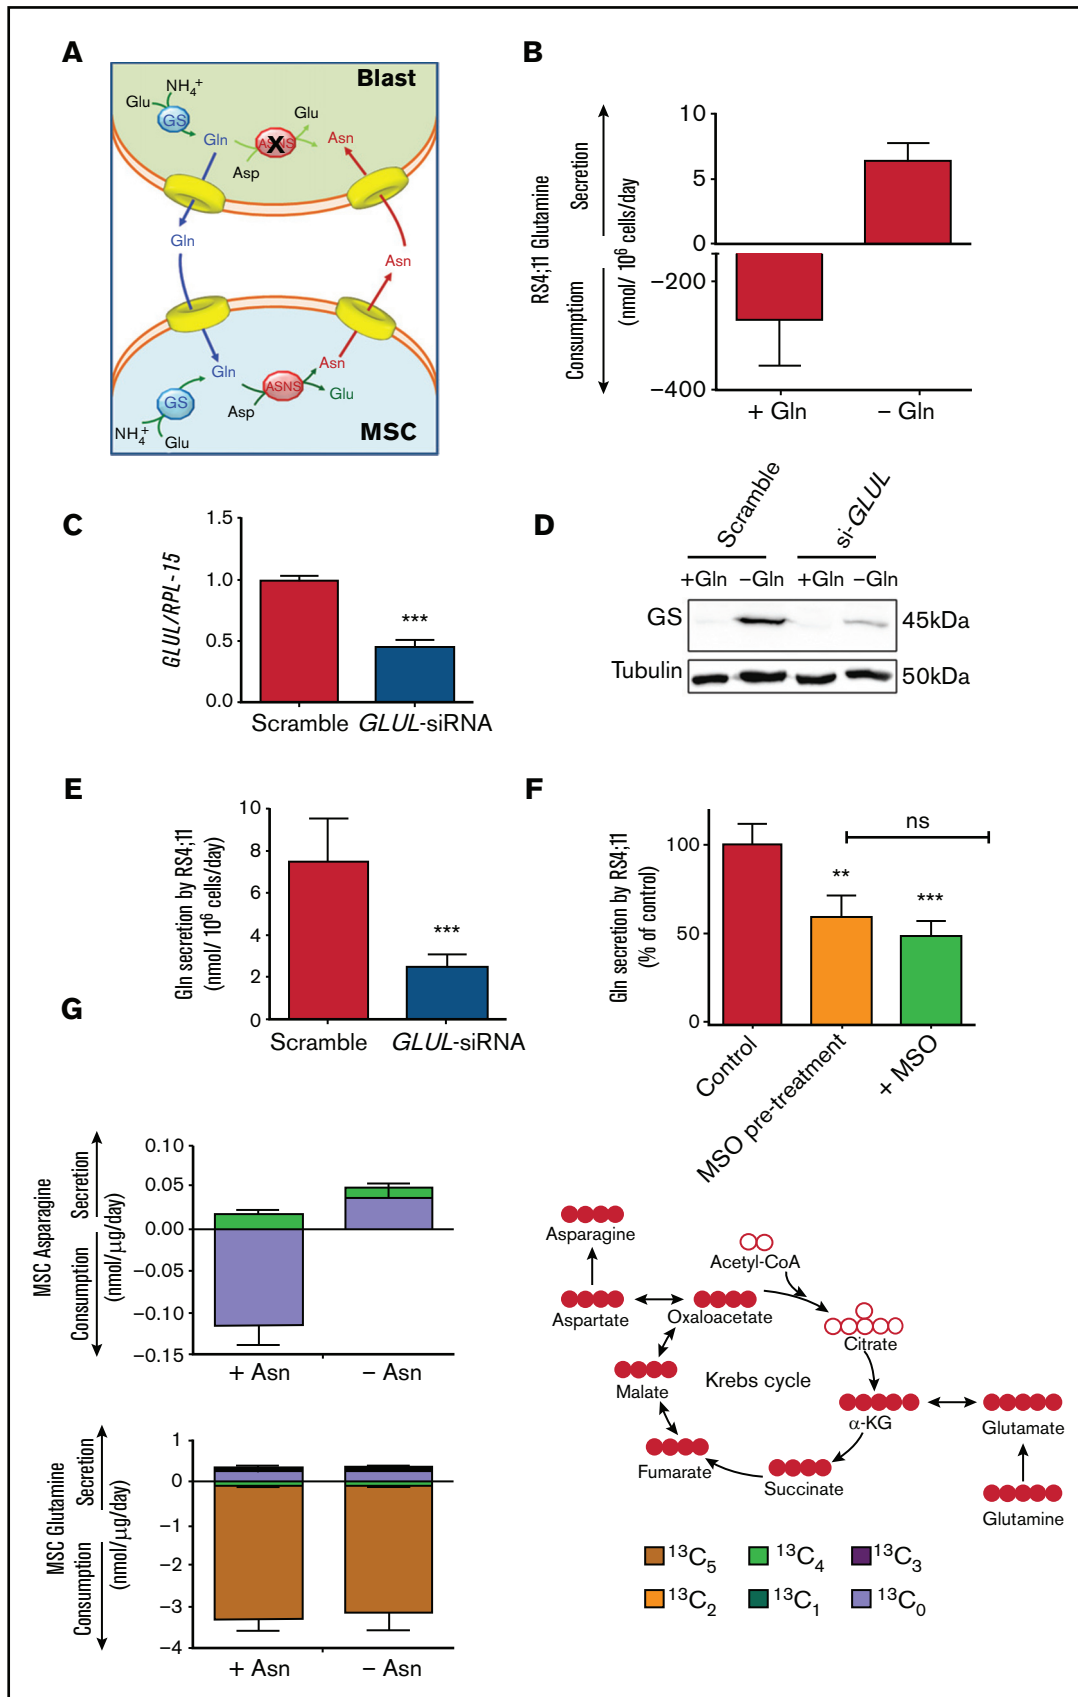 A
Blast
NH4+
Glu
GS
Gln
ASNS
X
Glu
Asn
Asp
Gln
Asn
Gln
Asn
ASNS
Glu
Asp
GS
NH4+
Glu
MSC
B
RS4;11 Glutamine
Consumptiom
Secretion
(nmol/ 10^6 cells/day)
10
5
0
−200
−400
+ Gln
− Gln
C
GLUL/RPL-15
1.5
1.0
0.5
0.0
***
Scramble
GLUL-siRNA
D
Scramble
si-GLUL
+Gln
−Gln
+Gln
−Gln
GS
45kDa
Tubulin
50kDa
E
Gln secretion by RS4;11
(nmol/ 10^6 cells/day)
10
8
6
4
2
0
***
Scramble
GLUL-siRNA
F
Gln secretion by RS4;11
(% of control)
100
50
0
ns
**
***
Control
MSO pre-treatment
+ MSO
G
MSC Asparagine
Consumption
Secretion
(nmol/µg/day)
0.10
0.05
0.00
−0.05
−0.10
−0.15
+ Asn
− Asn
MSC Glutamine
Consumption
Secretion
(nmol/µg/day)
1
0
−1
−2
−3
−4
+ Asn
− Asn
Asparagine
Acetyl-CoA
Aspartate
Oxaloacetate
Citrate
Malate
Krebs cycle
α-KG
Glutamate
Fumarate
Succinate
Glutamine
13C5
13C4
13C3
13C2
13C1
13C0